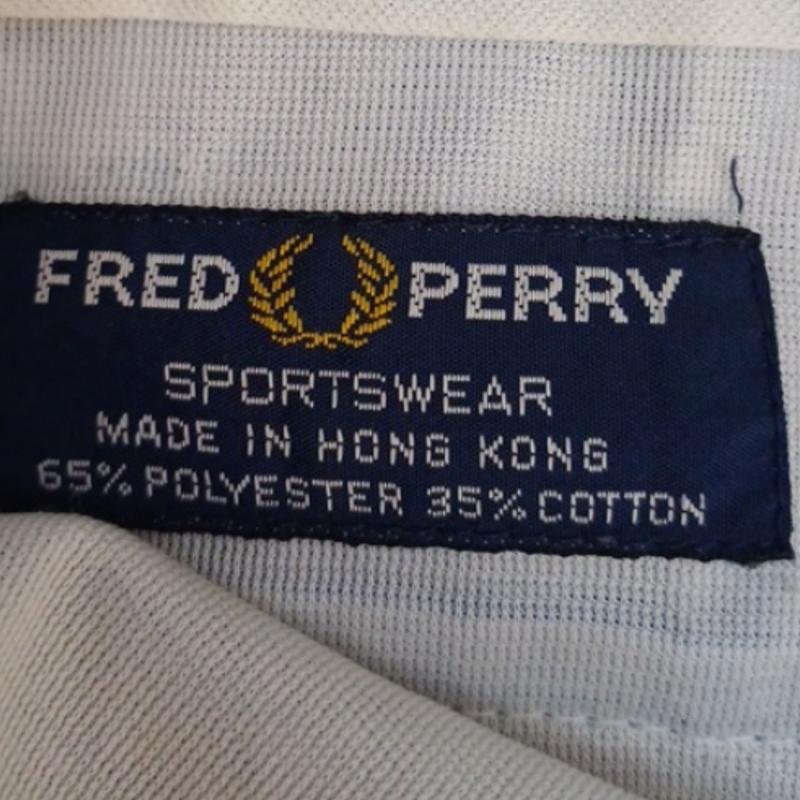 FRED PERRY
SPORTSWEAR
MADE IN HONG KONG
65% POLYESTER 35% COTTON